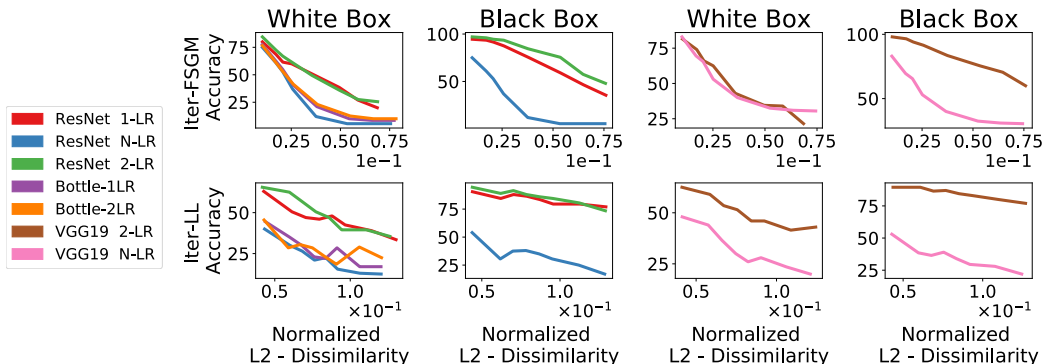 White Box
Black Box
White Box
Black Box
Iter-FSGM
Accuracy
75
50
25
0.25 0.50 0.75
1e−1
100
50
0.25 0.50 0.75
1e−1
75
50
25
0.25 0.50 0.75
1e−1
100
50
0.25 0.50 0.75
1e−1
ResNet 1-LR
ResNet N-LR
ResNet 2-LR
Bottle-1LR
Bottle-2LR
VGG19 2-LR
VGG19 N-LR
Iter-LL
Accuracy
50
25
0.5 1.0
×10⁻¹
Normalized
L2 - Dissimilarity
75
50
25
0.5 1.0
×10⁻¹
Normalized
L2 - Dissimilarity
50
25
0.5 1.0
×10⁻¹
Normalized
L2 - Dissimilarity
75
50
25
0.5 1.0
×10⁻¹
Normalized
L2 - Dissimilarity